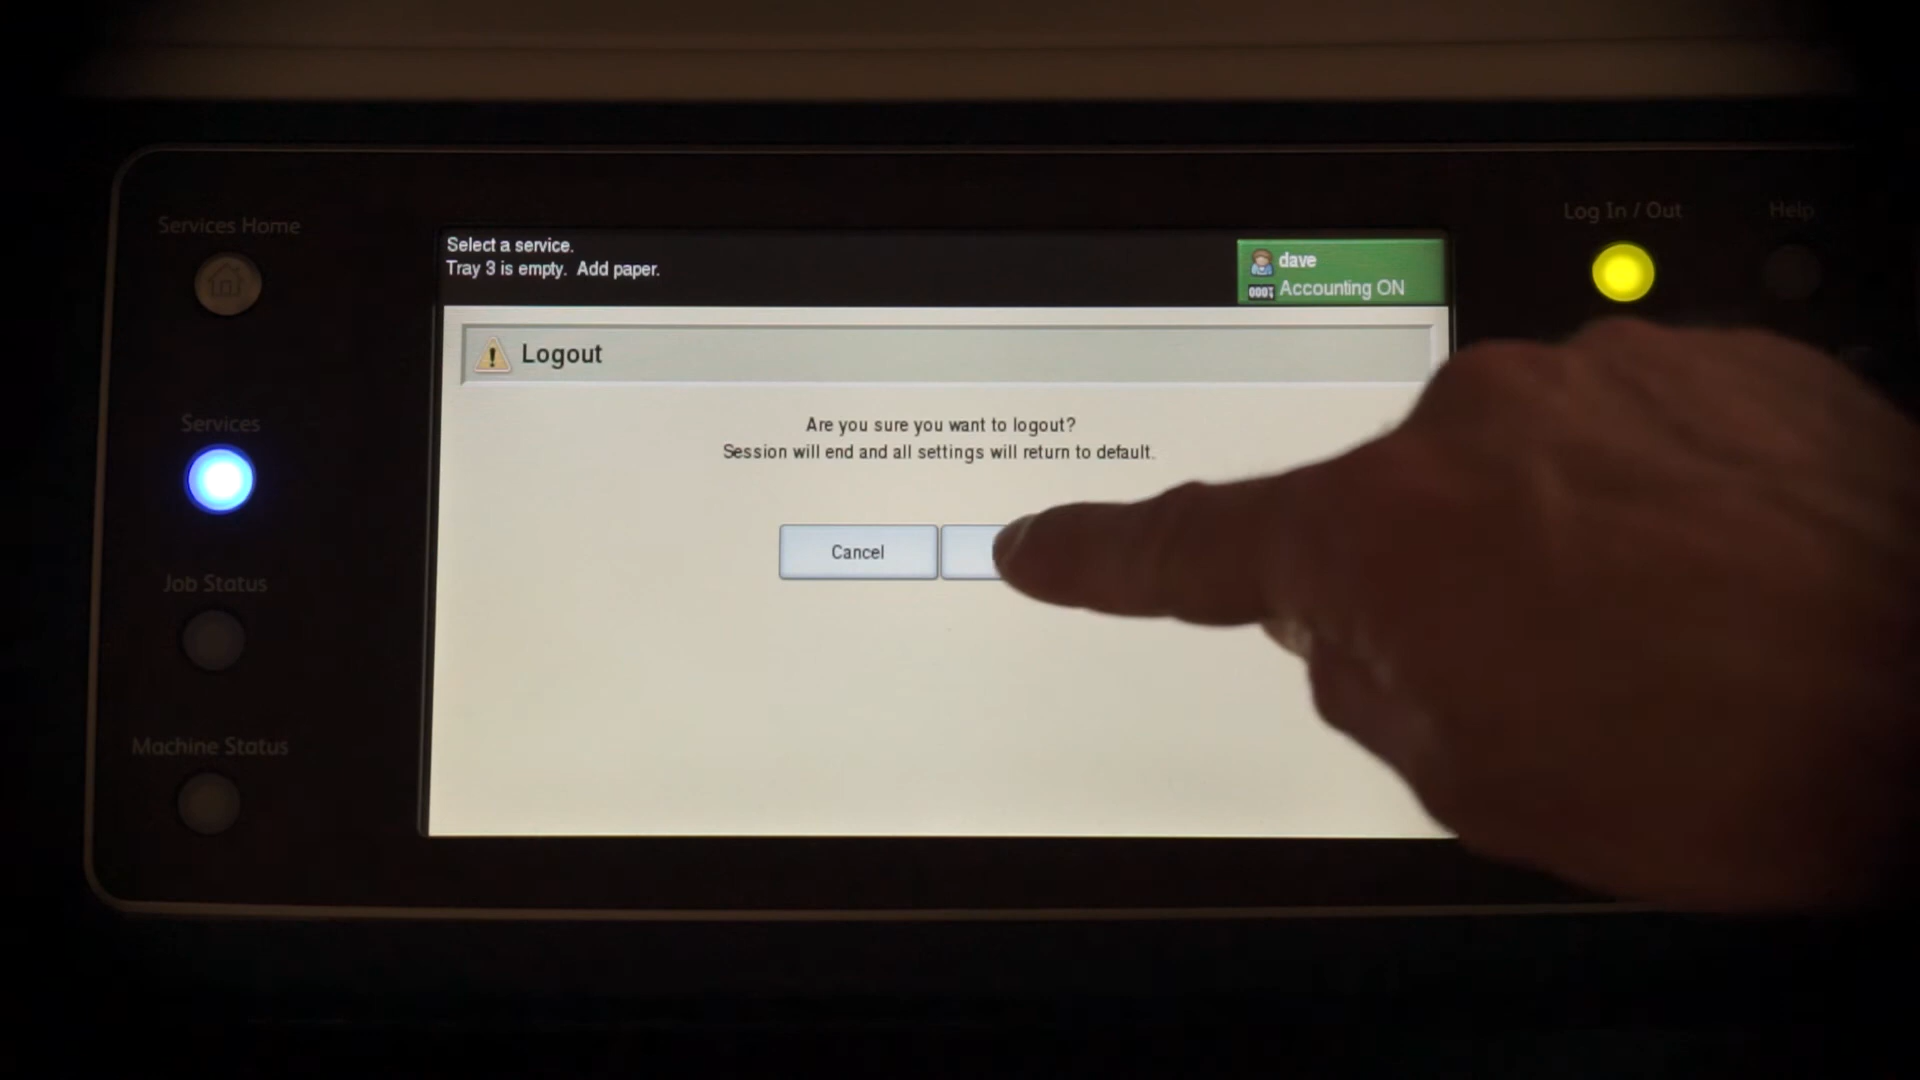 Services Home
Services
Job Status
Machine Status
Select a service.
Tray 3 is empty. Add paper.
dave
Accounting ON
Logout
Are you sure you want to logout?
Session will end and all settings will return to default.
Cancel
Log In / Out
Help